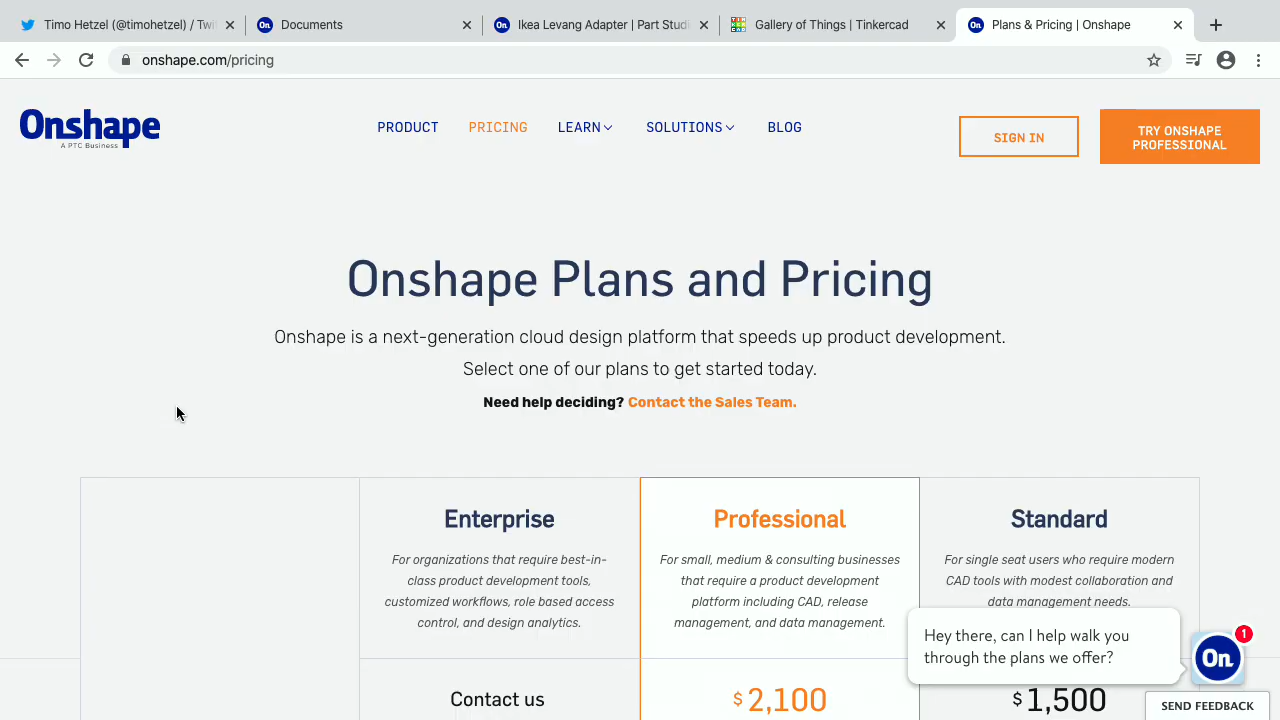 Timo Hetzel (@timohetzel) / Twi
Documents
Ikea Levang Adapter | Part Studi
Gallery of Things | Tinkercad
Plans & Pricing | Onshape
onshape.com/pricing
Onshape
A PTC Business
PRODUCT
PRICING
LEARN
SOLUTIONS
BLOG
SIGN IN
TRY ONSHAPE
PROFESSIONAL
Onshape Plans and Pricing
Onshape is a next-generation cloud design platform that speeds up product development.
Select one of our plans to get started today.
Need help deciding? Contact the Sales Team.
Enterprise
For organizations that require best-in-
class product development tools,
customized workflows, role based access
control, and design analytics.
Contact us
Professional
For small, medium & consulting businesses
that require a product development
platform including CAD, release
management, and data management.
$ 2,100
Standard
For single seat users who require modern
CAD tools with modest collaboration and
data management needs.
$ 1,500
Hey there, can I help walk you
through the plans we offer?
On
1
SEND FEEDBACK